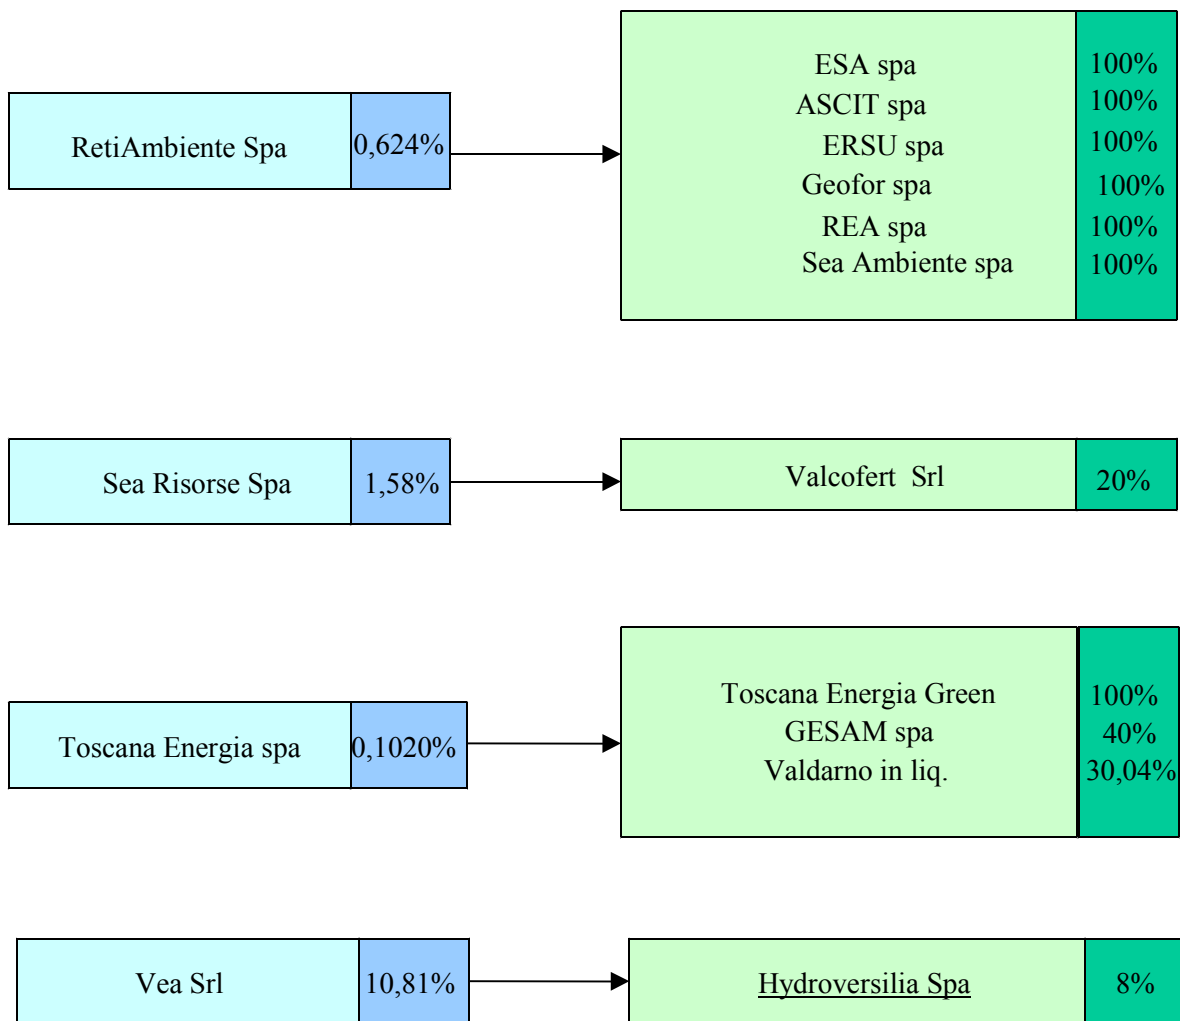 RetiAmbiente Spa 0,624%
ESA spa 100%
ASCIT spa 100%
ERSU spa 100%
Geofor spa 100%
REA spa 100%
Sea Ambiente spa 100%
Sea Risorse Spa 1,58%
Valcofert Srl 20%
Toscana Energia spa 0,1020%
Toscana Energia Green 100%
GESAM spa 40%
Valdarno in liq. 30,04%
Vea Srl 10,81%
Hydroversilia Spa 8%